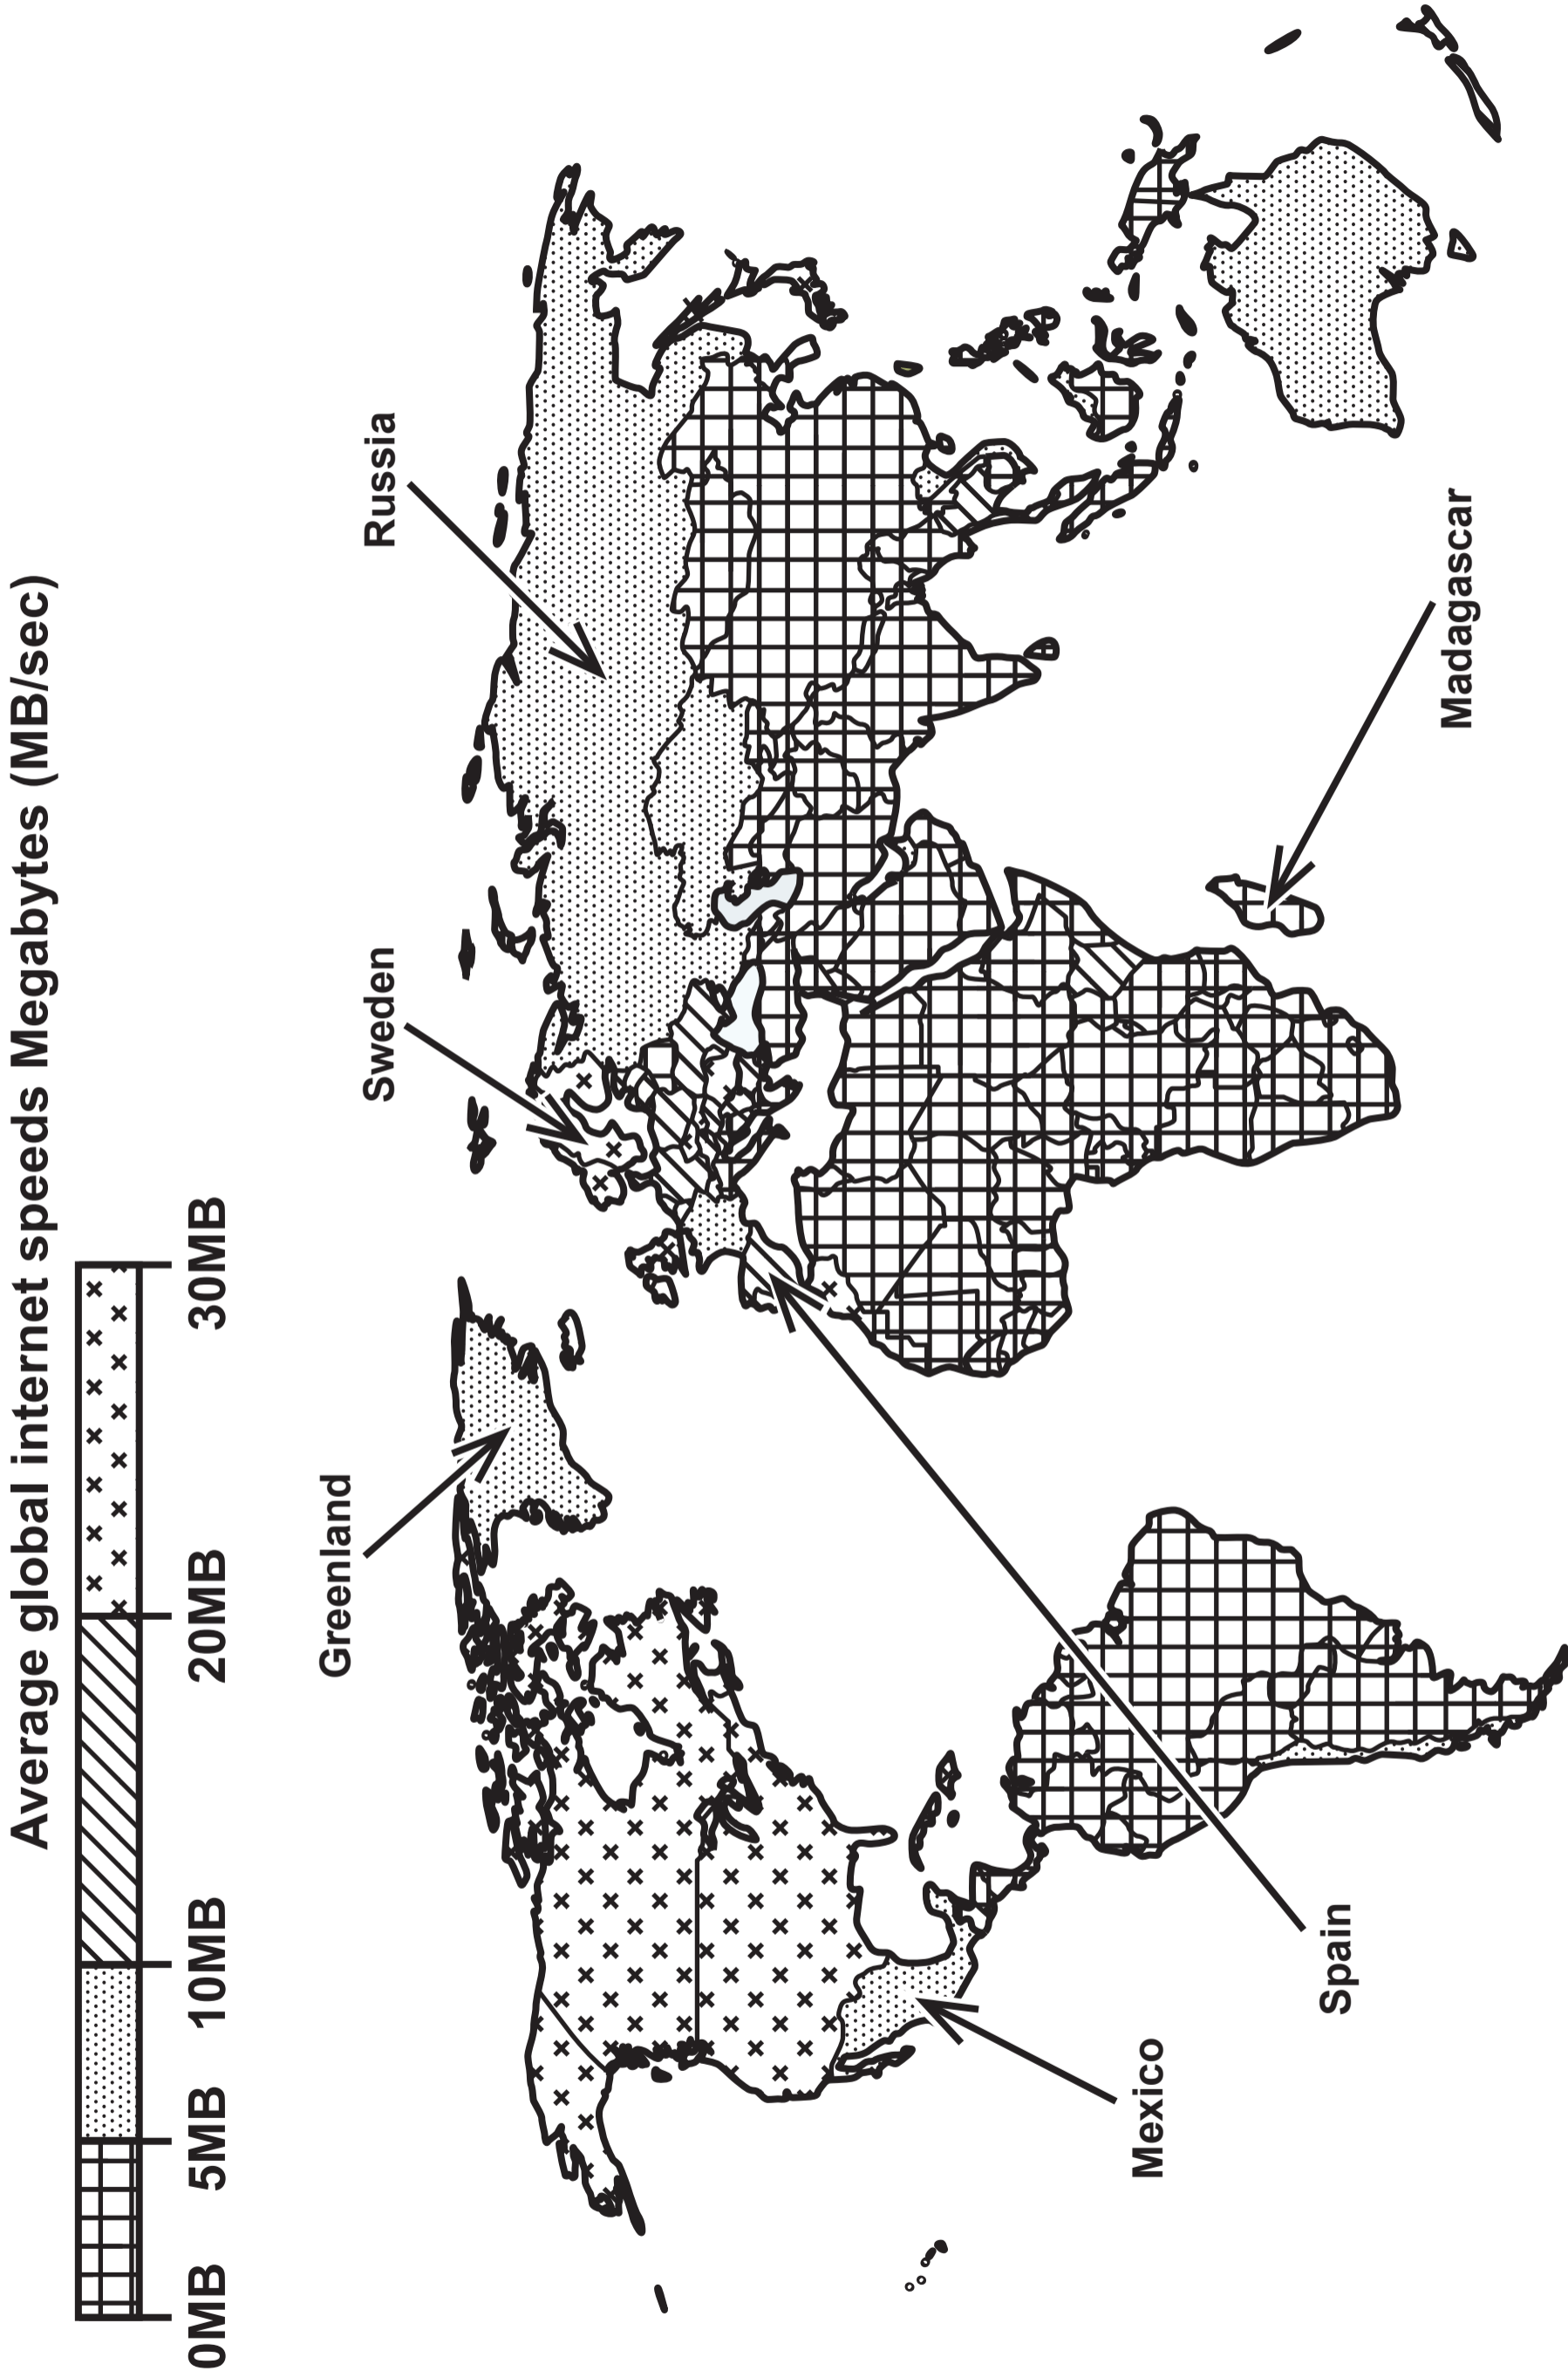 Average global internet speeds Megabytes (MB/sec)
0MB 5MB 10MB 20MB 30MB
Greenland
Sweden
Russia
Mexico
Spain
Madagascar